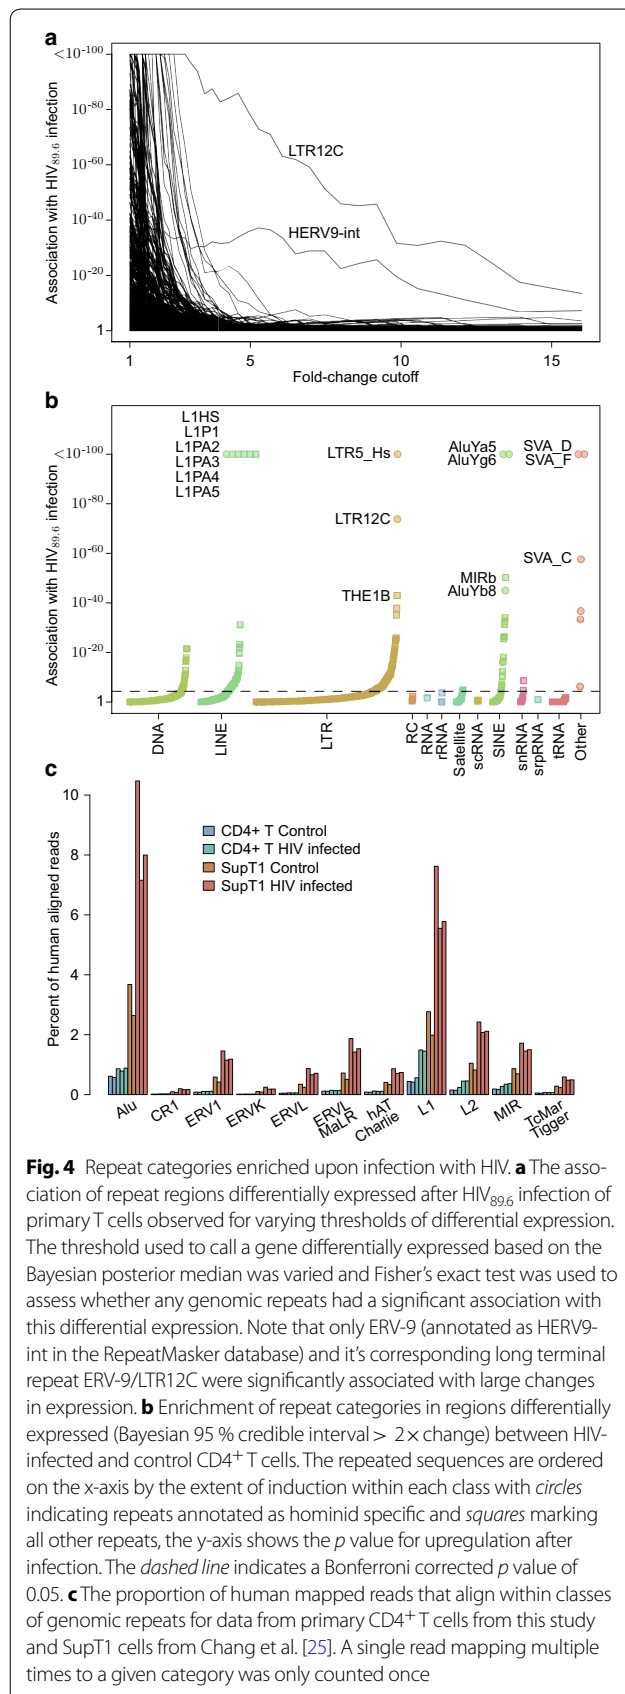 a
<10⁻¹⁰⁰
10⁻⁸⁰
10⁻⁶⁰
10⁻⁴⁰
10⁻²⁰
1
Association with HIV₈₉.₆ infection
LTR12C
HERV9-int
1 5 10 15
Fold-change cutoff
b
<10⁻¹⁰⁰
10⁻⁸⁰
10⁻⁶⁰
10⁻⁴⁰
10⁻²⁰
1
Association with HIV₈₉.₆ infection
L1HS
L1P1
L1PA2
L1PA3
L1PA4
L1PA5
LTR5_Hs
LTR12C
THE1B
AluYa5
AluYg6
MIRb
AluYb8
SVA_D
SVA_F
SVA_C
DNA
LINE
LTR
RC
RNA
rRNA
Satellite
scRNA
SINE
snRNA
srpRNA
tRNA
Other
c
10
8
6
4
2
0
Percent of human aligned reads
CD4+ T Control
CD4+ T HIV infected
SupT1 Control
SupT1 HIV infected
Alu
CR1
ERV1
ERVK
ERVL
ERVL
MaLR
hAT
Charlie
L1
L2
MIR
TcMar
Tigger
Fig. 4 Repeat categories enriched upon infection with HIV. a The asso-
ciation of repeat regions differentially expressed after HIV₈₉.₆ infection of
primary T cells observed for varying thresholds of differential expression.
The threshold used to call a gene differentially expressed based on the
Bayesian posterior median was varied and Fisher's exact test was used to
assess whether any genomic repeats had a significant association with
this differential expression. Note that only ERV-9 (annotated as HERV9-
int in the RepeatMasker database) and it's corresponding long terminal
repeat ERV-9/LTR12C were significantly associated with large changes
in expression. b Enrichment of repeat categories in regions differentially
expressed (Bayesian 95 % credible interval > 2× change) between HIV-
infected and control CD4⁺ T cells. The repeated sequences are ordered
on the x-axis by the extent of induction within each class with circles
indicating repeats annotated as hominid specific and squares marking
all other repeats, the y-axis shows the p value for upregulation after
infection. The dashed line indicates a Bonferroni corrected p value of
0.05. c The proportion of human mapped reads that align within classes
of genomic repeats for data from primary CD4⁺ T cells from this study
and SupT1 cells from Chang et al. [25]. A single read mapping multiple
times to a given category was only counted once